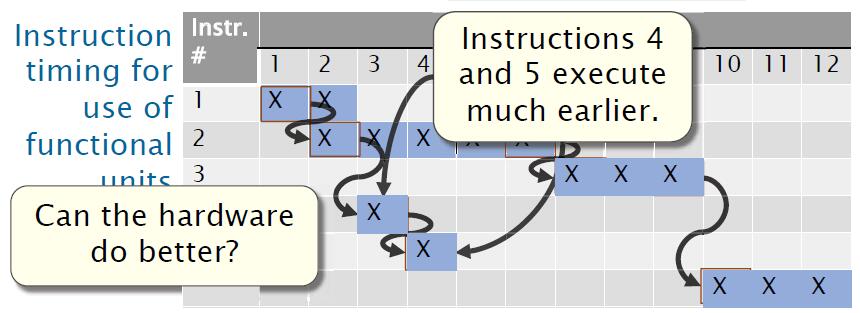 Instruction
timing for
use of
functional
units
Instr.
#
1 2 3 4 10 11 12
Instructions 4
and 5 execute
much earlier.
1 X X
2 X X X X X
3 X X X
X
X
X X X
Can the hardware
do better?